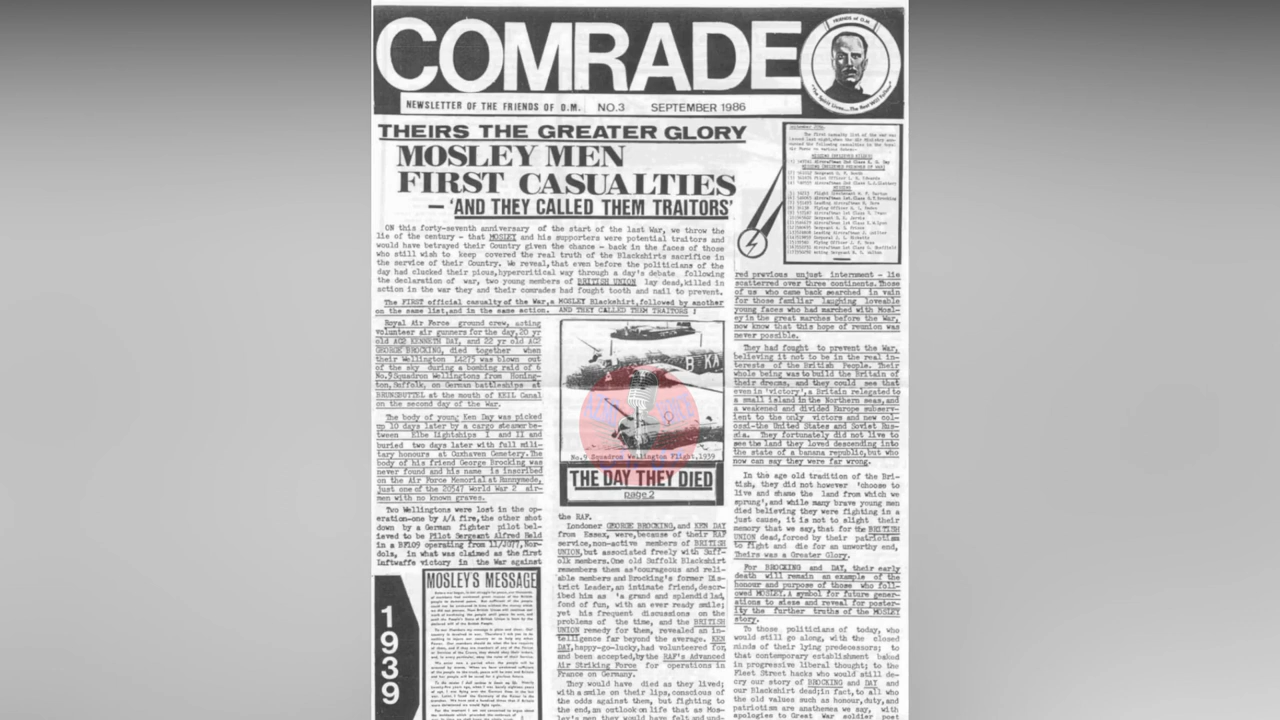 COMRADE
FRIENDS OF O.M.
NEWSLETTER OF THE FRIENDS OF O.M. NO.3 SEPTEMBER 1986
THEIRS THE GREATER GLORY
MOSLEY MEN
FIRST CASUALTIES
— 'AND THEY CALLED THEM TRAITORS'
ON this forty-seventh anniversary of the start of the last War, we throw the
lie of the century - that MOSLEY and his supporters were potential traitors and
would have betrayed their Country given the chance - back in the faces of those
who still wish to keep covered the real truth of the Blackshirts sacrifice in
the service of their Country. We reveal,that even before the politicians of the
day had clucked their pious,hypercritical way through a day's debate following
the declaration of war, two young members of BRITISH UNION lay dead,killed in
action in the war they and their comrades had fought tooth and nail to prevent.
The FIRST official casualty of the War,a MOSLEY Blackshirt,followed by another
on the same list,and in the same action. AND THEY CALLED THEM TRAITORS !
Royal Air Force ground crew, acting
volunteer air gunners for the day,20 yr
old AC2 KENNETH DAY, and 22 yr old AC2
GEORGE BROCKING, died together when
their Wellington L4275 was blown out
of the sky during a bombing raid of 6
No.9 Squadron Wellingtons from Honing-
ton,Suffolk, on German battleships at
BRUNSBUTTEL at the mouth of KEIL Canal
on the second day of the War.
The body of young Ken Day was picked
up 10 days later by a cargo steamer be-
tween Elbe Lightships I and II and
buried two days later with full mili-
tary honours at Cuxhaven Cemetery.The
body of his friend George Brocking was
never found and his name is inscribed
on the Air Force Memorial at Runnymede,
just one of the 20547 World War 2 air-
men with no known graves.
Two Wellingtons were lost in the op-
eration-one by A/A fire,the other shot
down by a German fighter pilot bel-
ieved to be Pilot Sergeant Alfred Held
in a BF109 operating from 11/JG77,Nor-
dols, in what was claimed as the first
Luftwaffe victory in the War against
1939
MOSLEY'S MESSAGE
B KA
No.9 Squadron Wellington Flight,1939
THE DAY THEY DIED
page 2
the RAF.
Londoner GEORGE BROCKING,and KEN DAY
from Essex, were,because of their RAF
service,non-active members of BRITISH
UNION,but associated freely with Suff-
olk members.One old Suffolk Blackshirt
remembers them as'courageous and reli-
able members and Brocking's former Dis-
trict Leader,an intimate friend,descr-
ibed him as 'a grand and splendid lad,
fond of fun, with an ever ready smile;
yet his frequent discussions on the
problems of the time, and the BRITISH
UNION remedy for them, revealed an in-
telligence far beyond the average. KEN
DAY,happy-go-lucky,had volunteered for,
and been accepted,by the RAF's Advanced
Air Striking Force for operations in
France on Germany.
They would have died as they lived;
with a smile on their lips,conscious of
the odds against them, but fighting to
the end,an outlook on life that as Mos-
ley's men they would have felt and und-
red previous unjust internment - lie
scattered over three continents.Those
of us who came back searched in vain
for those familiar laughing loveable
young faces who had marched with Mosl-
ey in the great marches before the War,
now know that this hope of reunion was
never possible.
They had fought to prevent the War,
believing it not to be in the real in-
terests of the British People. Their
whole being was to build the Britain of
their dreams, and they could see that
even in 'victory',a Britain relegated to
a small island in the Northern seas,and
a weakened and divided Europe subserv-
ient to the only victors and new col-
ossi-the United States and Soviet Rus-
sia. They fortunately did not live to
see the land they loved descending into
the state of a banana republic,but who
now can say they were far wrong.
In the age old tradition of the Bri-
tish, they did not however 'choose to
live and shame the land from which we
sprung',and while many brave young men
died believing they were fighting in a
just cause, it is not to slight their
memory that we say,that for the BRITISH
UNION dead,forced by their patriotism
to fight and die for an unworthy end,
Theirs was a Greater Glory.
For BROCKING and DAY, their early
death will remain an example of the
honour and purpose of those who foll-
owed MOSLEY.A symbol for future gener-
ations to sieze and reveal for poster-
ity the further truths of the MOSLEY
story.
To those politicians of today, who
would still go along, with the closed
minds of their lying predecessors; to
that contemporary establishment baked
in progressive liberal thought; to the
Fleet Street hacks who would still de-
cry our story of BROCKING and DAY and
our Blackshirt dead;in fact,to all who
the old values such as honour,duty,and
patriotism are anathemea we say, with
apologies to Great War soldier poet